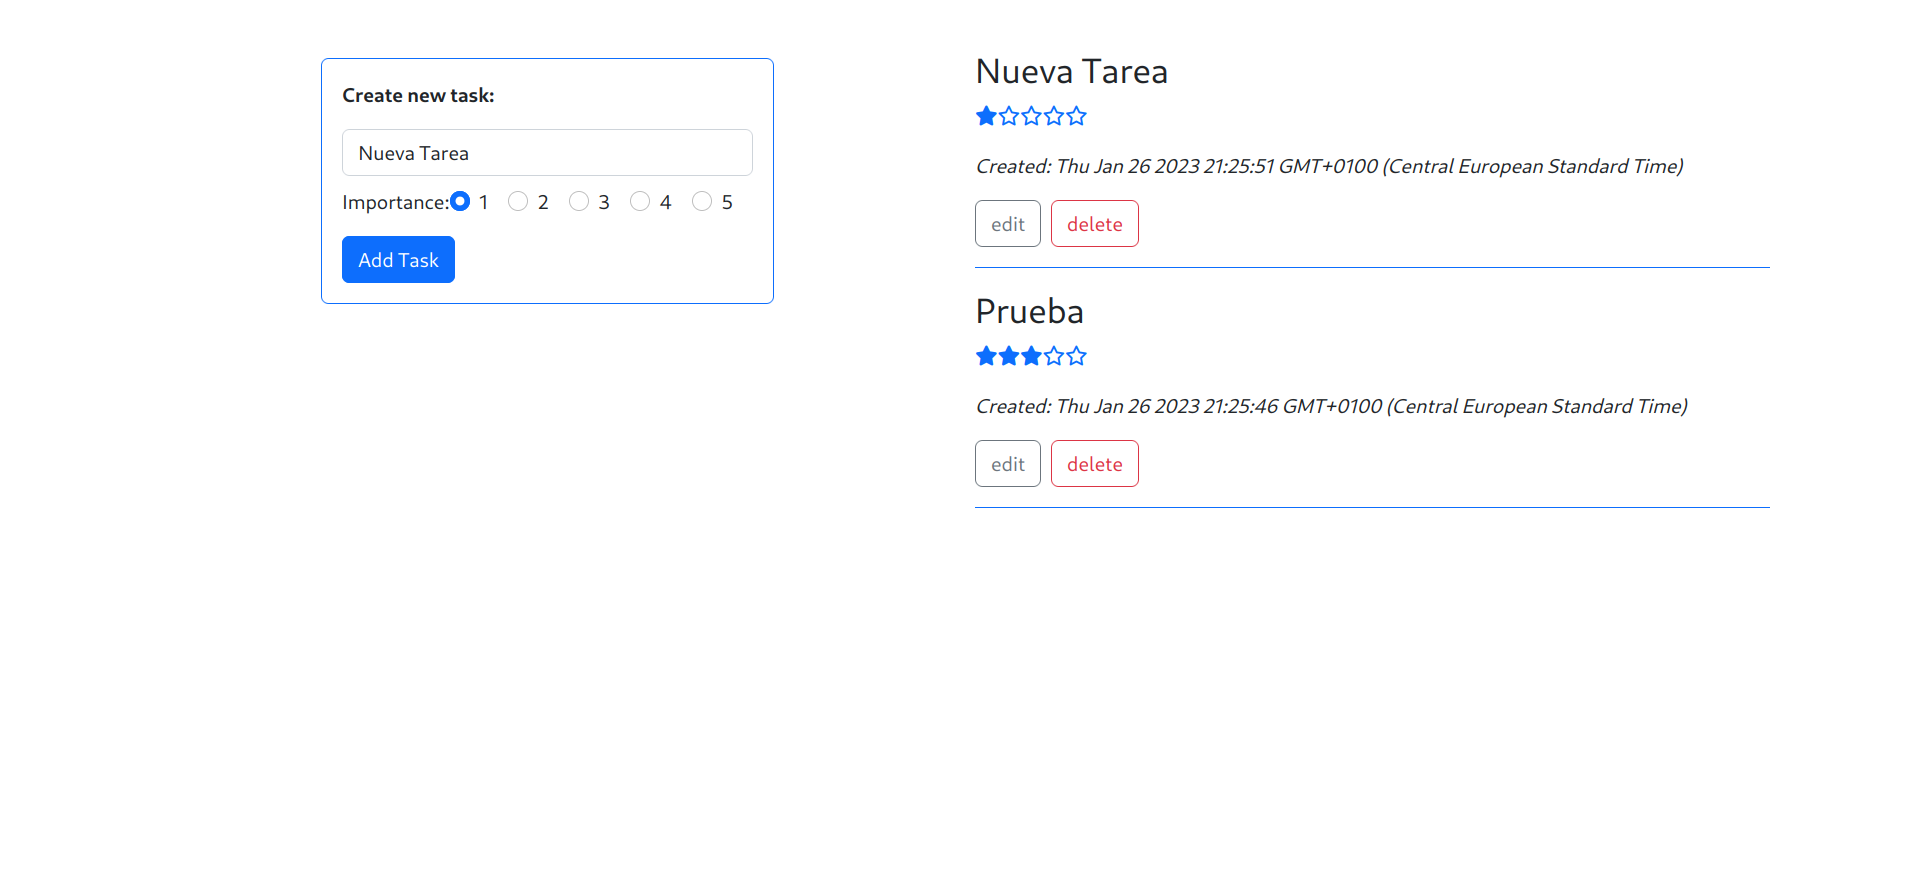 Create new task:
Nueva Tarea
Importance: 1 2 3 4 5
Add Task
Nueva Tarea
Created: Thu Jan 26 2023 21:25:51 GMT+0100 (Central European Standard Time)
edit delete
Prueba
Created: Thu Jan 26 2023 21:25:46 GMT+0100 (Central European Standard Time)
edit delete